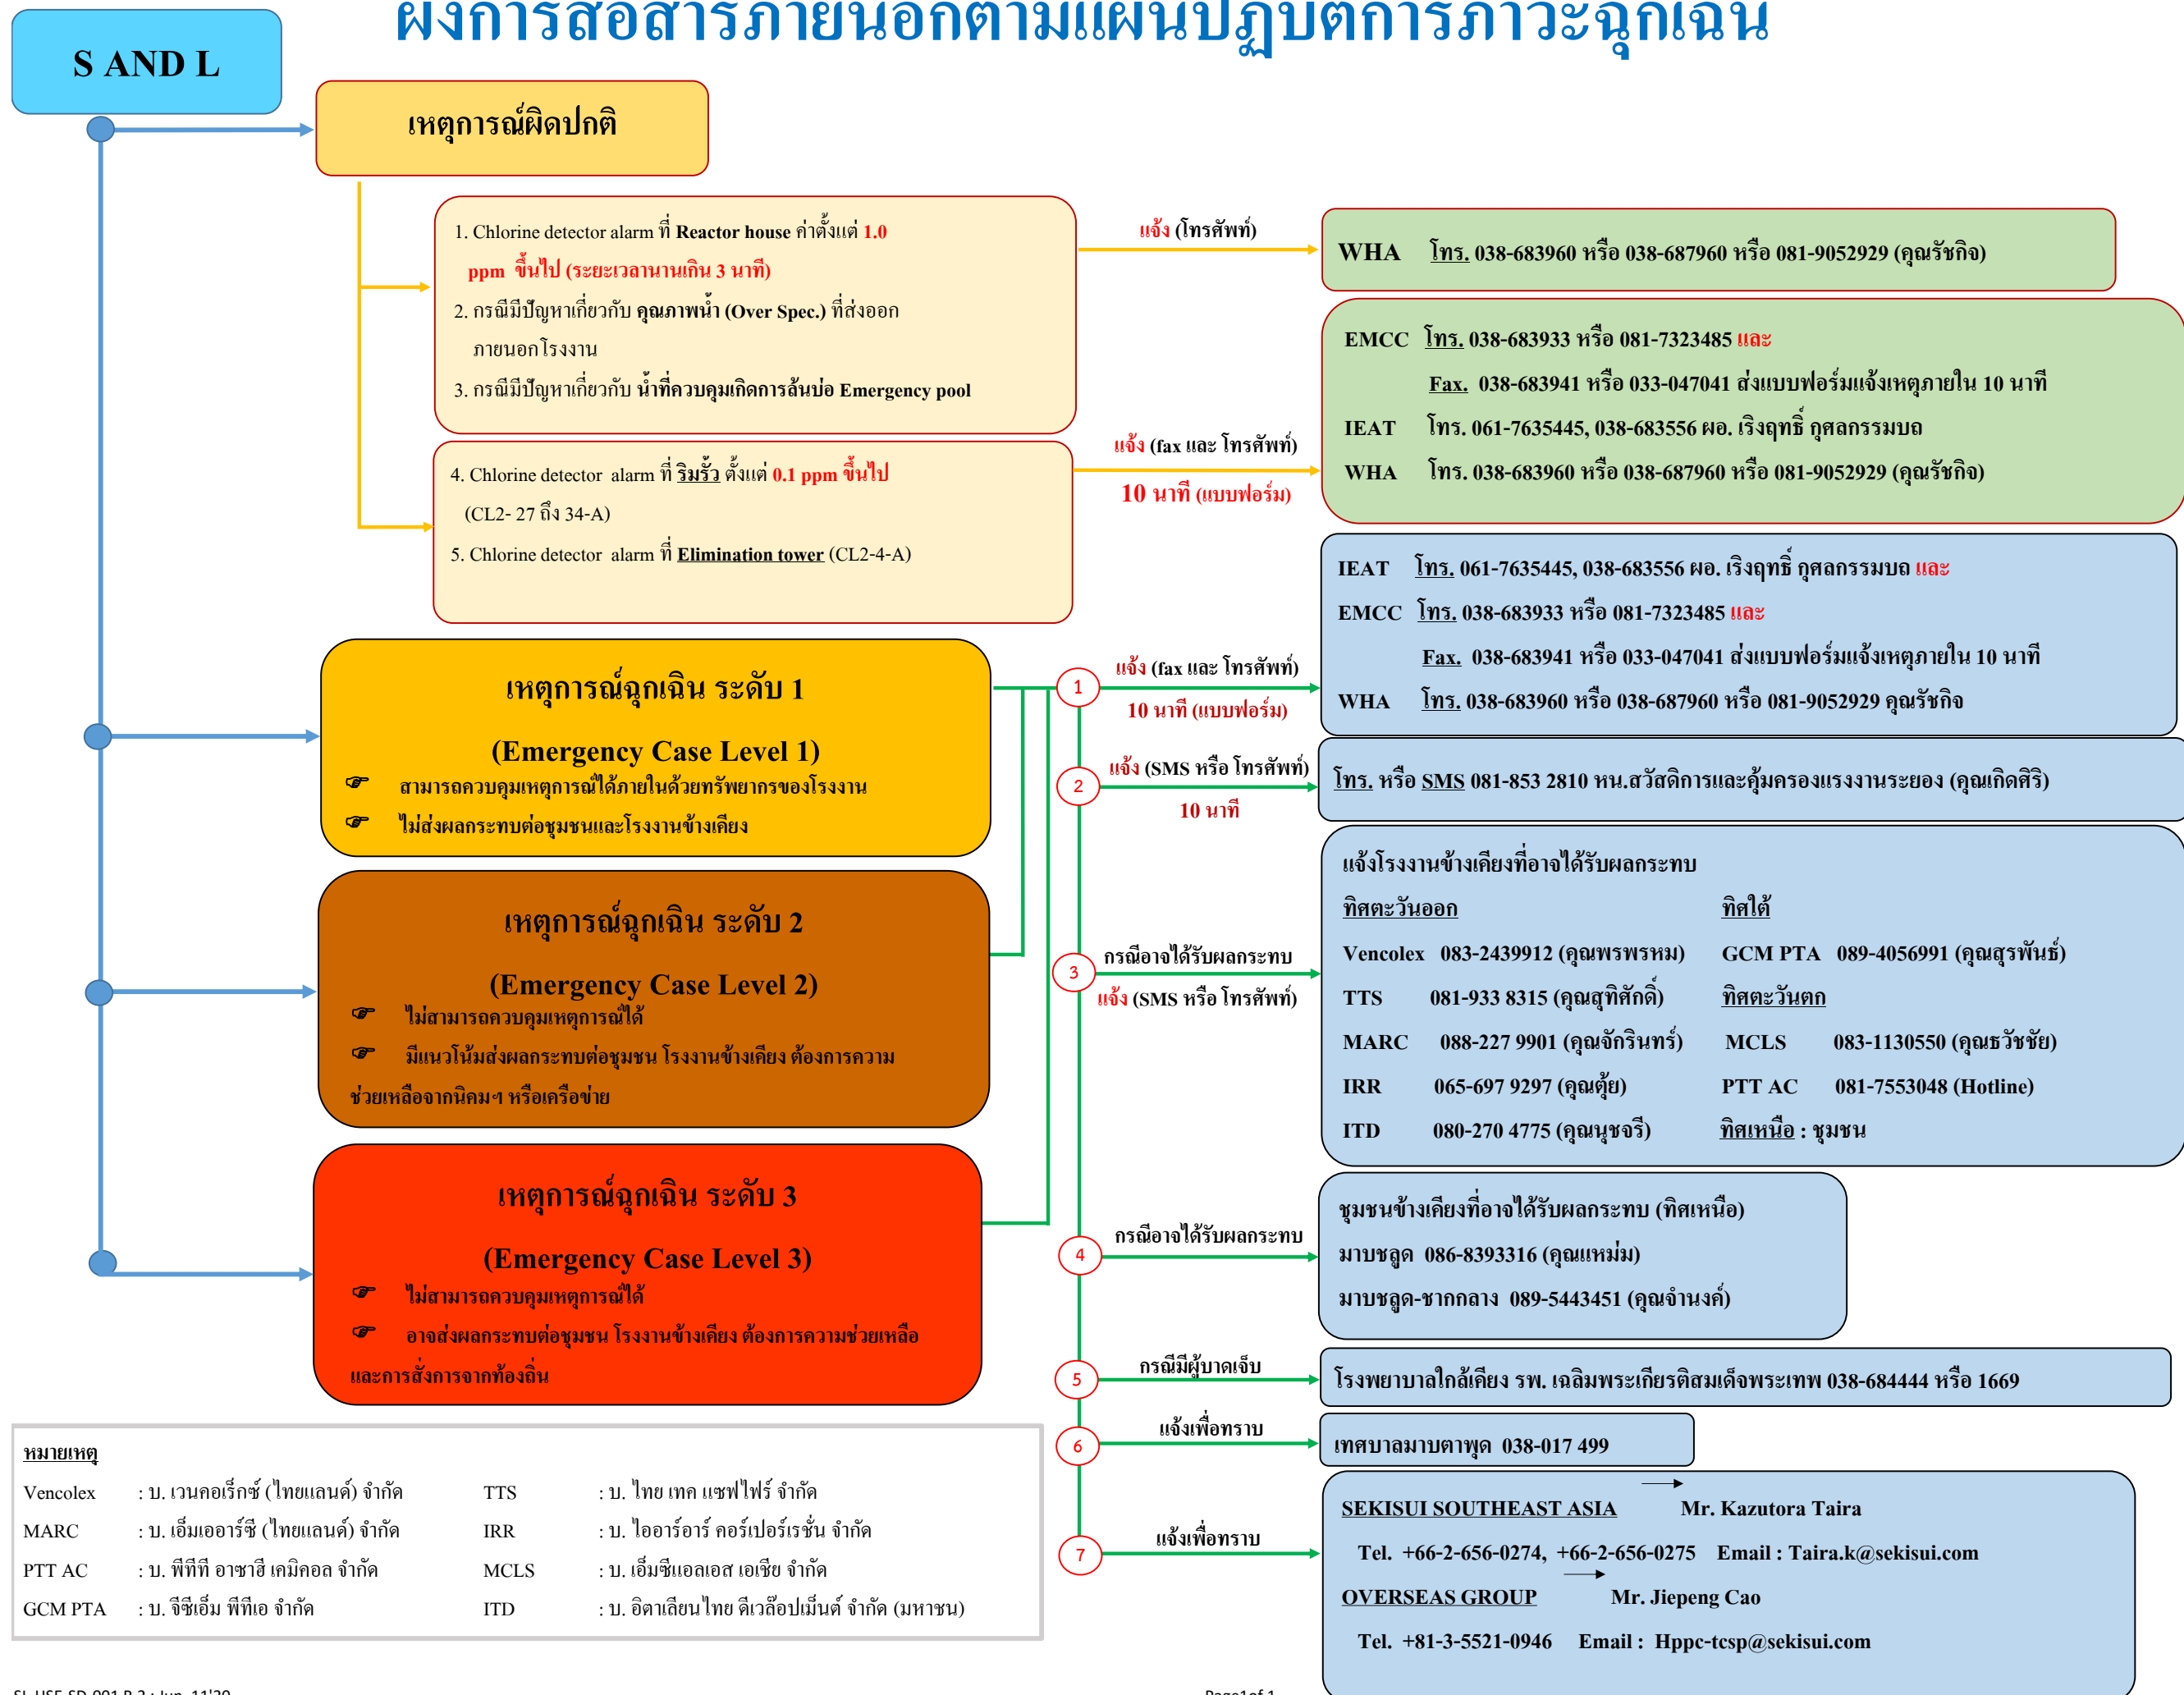 ผังการสื่อสารภายนอกตามแผนปฏิบัติการภาวะฉุกเฉิน
S AND L
เหตุการณ์ผิดปกติ
1. Chlorine detector alarm ที่ Reactor house ค่าตั้งแต่ 1.0
ppm ขึ้นไป (ระยะเวลานานเกิน 3 นาที)
2. กรณีมีปัญหาเกี่ยวกับ คุณภาพน้ำ (Over Spec.) ที่ส่งออก
ภายนอกโรงงาน
3. กรณีมีปัญหาเกี่ยวกับ น้ำที่ควบคุมเกิดการล้นบ่อ Emergency pool
แจ้ง (โทรศัพท์)
WHA โทร. 038-683960 หรือ 038-687960 หรือ 081-9052929 (คุณรัชกิจ)
4. Chlorine detector alarm ที่ ริมรั้ว ตั้งแต่ 0.1 ppm ขึ้นไป
(CL2- 27 ถึง 34-A)
5. Chlorine detector alarm ที่ Elimination tower (CL2-4-A)
แจ้ง (fax และ โทรศัพท์)
10 นาที (แบบฟอร์ม)
EMCC โทร. 038-683933 หรือ 081-7323485 และ
Fax. 038-683941 หรือ 033-047041 ส่งแบบฟอร์มแจ้งเหตุภายใน 10 นาที
IEAT โทร. 061-7635445, 038-683556 ผอ. เริงฤทธิ์ กุศลกรรมบถ
WHA โทร. 038-683960 หรือ 038-687960 หรือ 081-9052929 (คุณรัชกิจ)
เหตุการณ์ฉุกเฉิน ระดับ 1
(Emergency Case Level 1)
☞ สามารถควบคุมเหตุการณ์ได้ภายในด้วยทรัพยากรของโรงงาน
☞ ไม่ส่งผลกระทบต่อชุมชนและโรงงานข้างเคียง
เหตุการณ์ฉุกเฉิน ระดับ 2
(Emergency Case Level 2)
☞ ไม่สามารถควบคุมเหตุการณ์ได้
☞ มีแนวโน้มส่งผลกระทบต่อชุมชน โรงงานข้างเคียง ต้องการความ
ช่วยเหลือจากนิคมฯ หรือเครือข่าย
เหตุการณ์ฉุกเฉิน ระดับ 3
(Emergency Case Level 3)
☞ ไม่สามารถควบคุมเหตุการณ์ได้
☞ อาจส่งผลกระทบต่อชุมชน โรงงานข้างเคียง ต้องการความช่วยเหลือ
และการสั่งการจากท้องถิ่น
1
แจ้ง (fax และ โทรศัพท์)
10 นาที (แบบฟอร์ม)
IEAT โทร. 061-7635445, 038-683556 ผอ. เริงฤทธิ์ กุศลกรรมบถ และ
EMCC โทร. 038-683933 หรือ 081-7323485 และ
Fax. 038-683941 หรือ 033-047041 ส่งแบบฟอร์มแจ้งเหตุภายใน 10 นาที
WHA โทร. 038-683960 หรือ 038-687960 หรือ 081-9052929 คุณรัชกิจ
2
แจ้ง (SMS หรือ โทรศัพท์)
10 นาที
โทร. หรือ SMS 081-853 2810 หน.สวัสดิการและคุ้มครองแรงงานระยอง (คุณเกิดศิริ)
3
กรณีอาจได้รับผลกระทบ
แจ้ง (SMS หรือ โทรศัพท์)
แจ้งโรงงานข้างเคียงที่อาจได้รับผลกระทบ
ทิศตะวันออก ทิศใต้
Vencolex 083-2439912 (คุณพรพรหม) GCM PTA 089-4056991 (คุณสุรพันธ์)
TTS 081-933 8315 (คุณสุทิศักดิ์) ทิศตะวันตก
MARC 088-227 9901 (คุณจักรินทร์) MCLS 083-1130550 (คุณธวัชชัย)
IRR 065-697 9297 (คุณตุ้ย) PTT AC 081-7553048 (Hotline)
ITD 080-270 4775 (คุณนุชจรี) ทิศเหนือ : ชุมชน
4
กรณีอาจได้รับผลกระทบ
ชุมชนข้างเคียงที่อาจได้รับผลกระทบ (ทิศเหนือ)
มาบชลูด 086-8393316 (คุณแหม่ม)
มาบชลูด-ชากกลาง 089-5443451 (คุณจำนงค์)
5
กรณีมีผู้บาดเจ็บ
โรงพยาบาลใกล้เคียง รพ. เฉลิมพระเกียรติสมเด็จพระเทพ 038-684444 หรือ 1669
6
แจ้งเพื่อทราบ
เทศบาลมาบตาพุด 038-017 499
7
แจ้งเพื่อทราบ
SEKISUI SOUTHEAST ASIA Mr. Kazutora Taira
Tel. +66-2-656-0274, +66-2-656-0275 Email : Taira.k@sekisui.com
OVERSEAS GROUP Mr. Jiepeng Cao
Tel. +81-3-5521-0946 Email : Hppc-tcsp@sekisui.com
หมายเหตุ
Vencolex : บ. เวนคอเร็กซ์ (ไทยแลนด์) จำกัด TTS : บ. ไทย เทค แซฟไฟร์ จำกัด
MARC : บ. เอ็มเออาร์ซี (ไทยแลนด์) จำกัด IRR : บ. ไออาร์อาร์ คอร์เปอร์เรชั่น จำกัด
PTT AC : บ. พีทีที อาซาฮี เคมิคอล จำกัด MCLS : บ. เอ็มซีแอลเอส เอเชีย จำกัด
GCM PTA : บ. จีซีเอ็ม พีทีเอ จำกัด ITD : บ. อิตาเลียนไทย ดีเวล๊อปเม็นต์ จำกัด (มหาชน)
SL-HSE-SD-001 R.2 : Jun, 11'20
Page1of 1